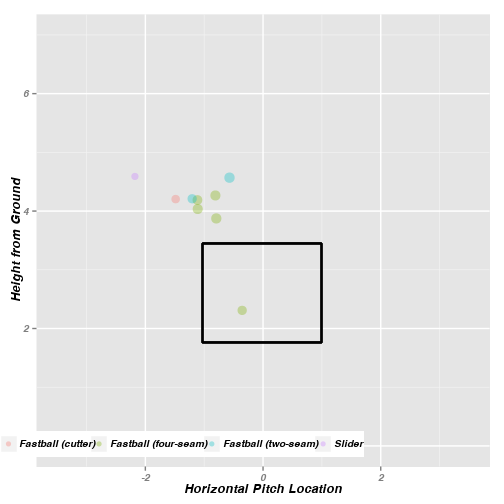 6
4
2
Height from Ground
Fastball (cutter) Fastball (four-seam) Fastball (two-seam) Slider
-2 0 2
Horizontal Pitch Location